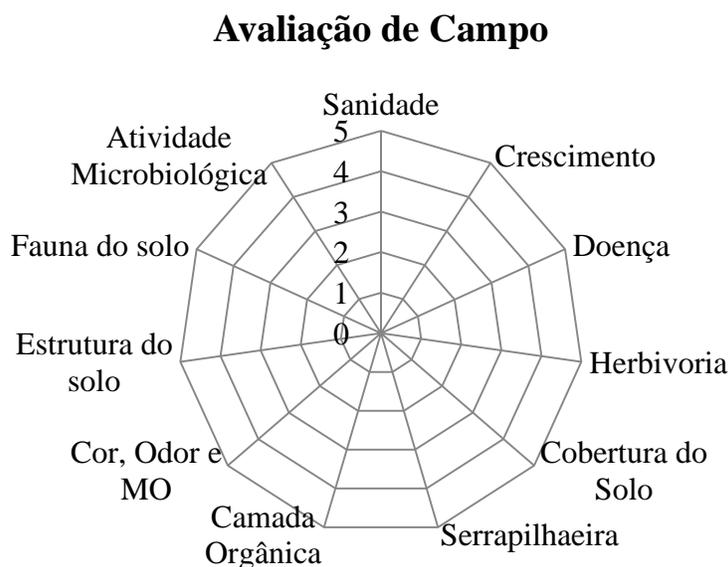 Avaliação de Campo
Sanidade
Crescimento
Doença
Herbivoria
Cobertura do
Solo
Serrapilhaeira
Camada
Orgânica
Cor, Odor e
MO
Estrutura do
solo
Fauna do solo
Atividade
Microbiológica
5
4
3
2
1
0